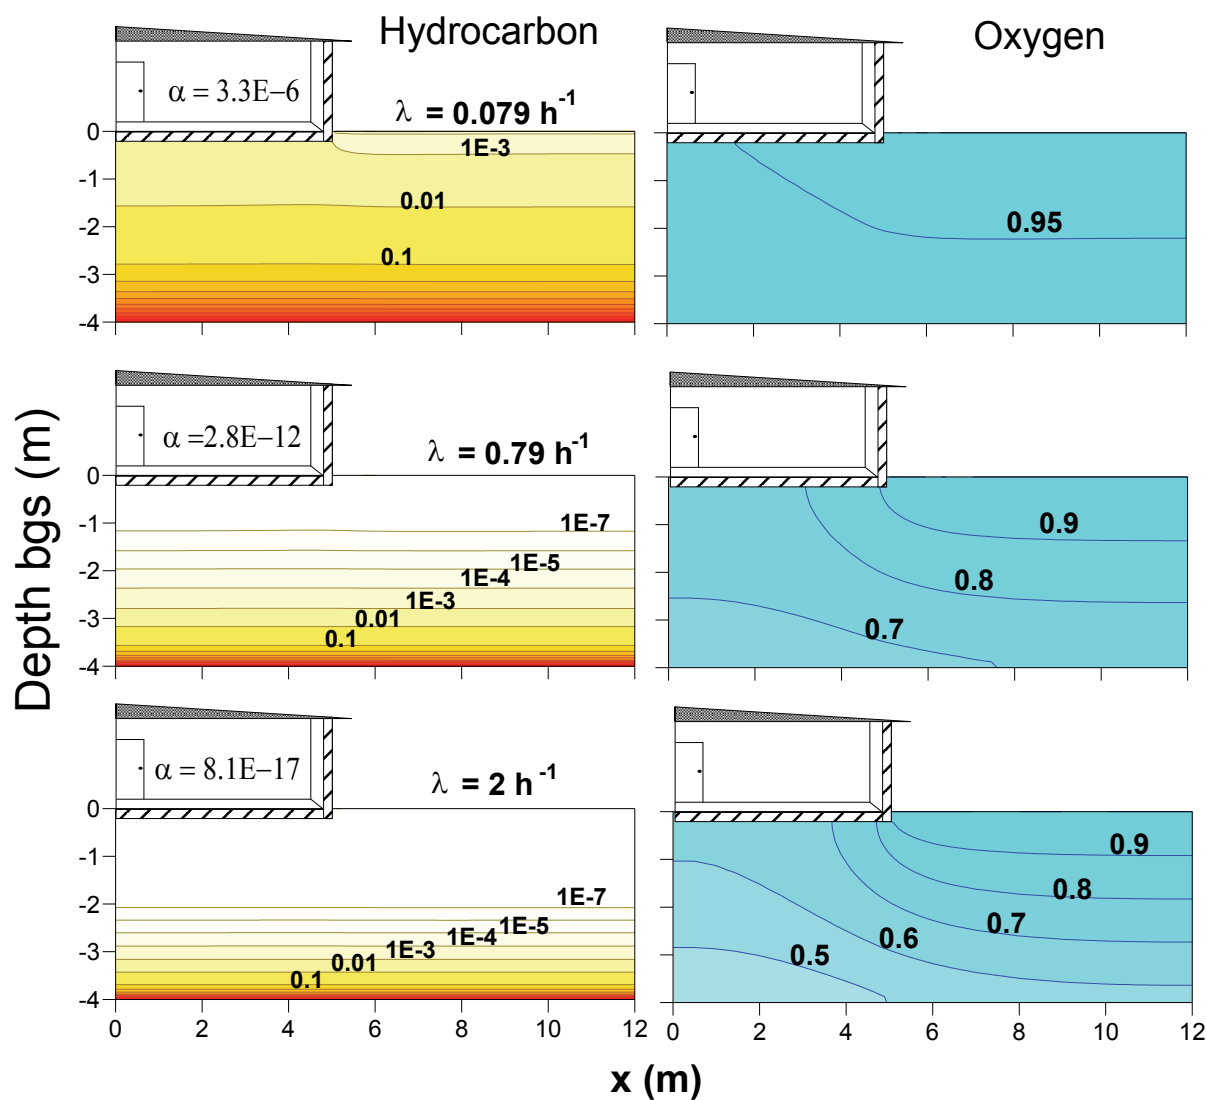 Hydrocarbon
Oxygen
α = 3.3E−6
λ = 0.079 h-1
0
-1
-2
-3
-4
1E-3
0.01
0.1
0.95
α =2.8E−12
λ = 0.79 h-1
0
-1
-2
-3
-4
1E-7
1E-5
1E-4
1E-3
0.01
0.1
0.9
0.8
0.7
Depth bgs (m)
α = 8.1E−17
λ = 2 h-1
0
-1
-2
-3
-4
1E-7
1E-5
1E-4
1E-3
0.01
0.1
0.9
0.8
0.7
0.6
0.5
0 2 4 6 8 10 12
0 2 4 6 8 10 12
x (m)